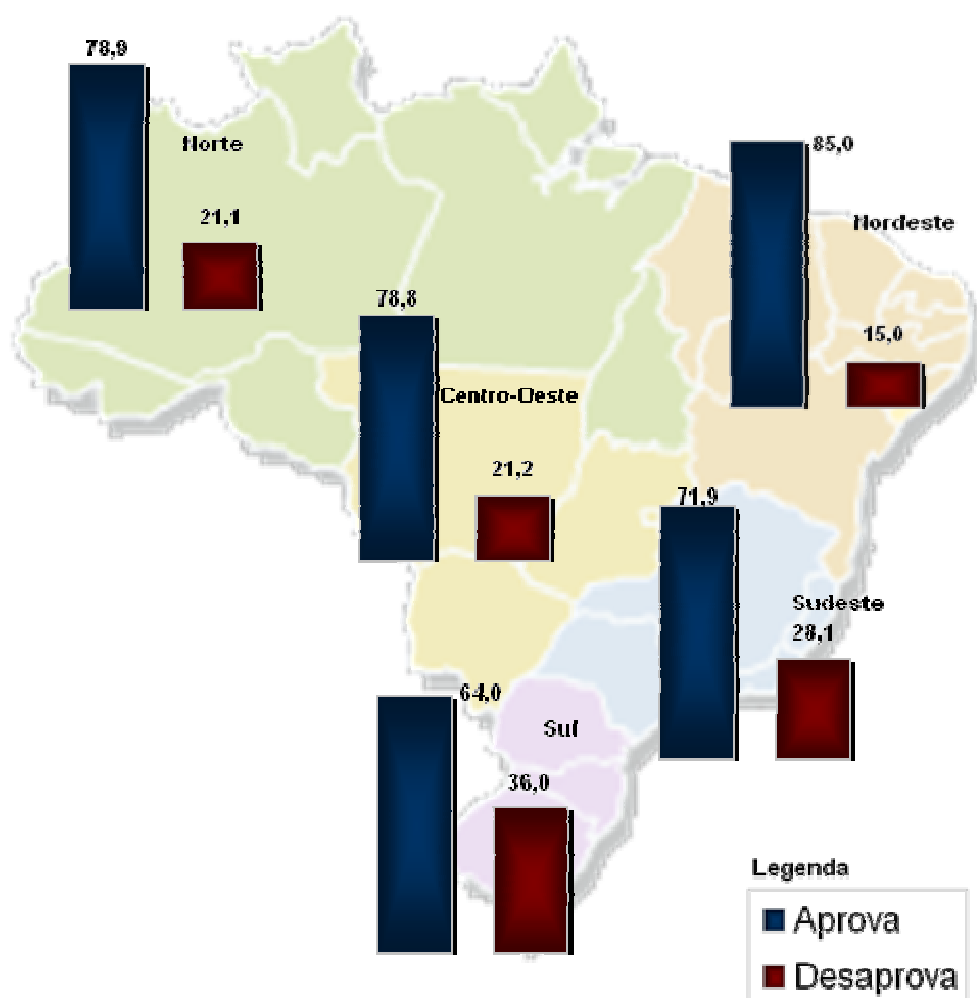 78,9
Norte
21,1
85,0
Nordeste
15,0
78,8
Centro-Oeste
21,2
71,9
Sudeste
28,1
64,0
Sul
36,0
Legenda
Aprova
Desaprova